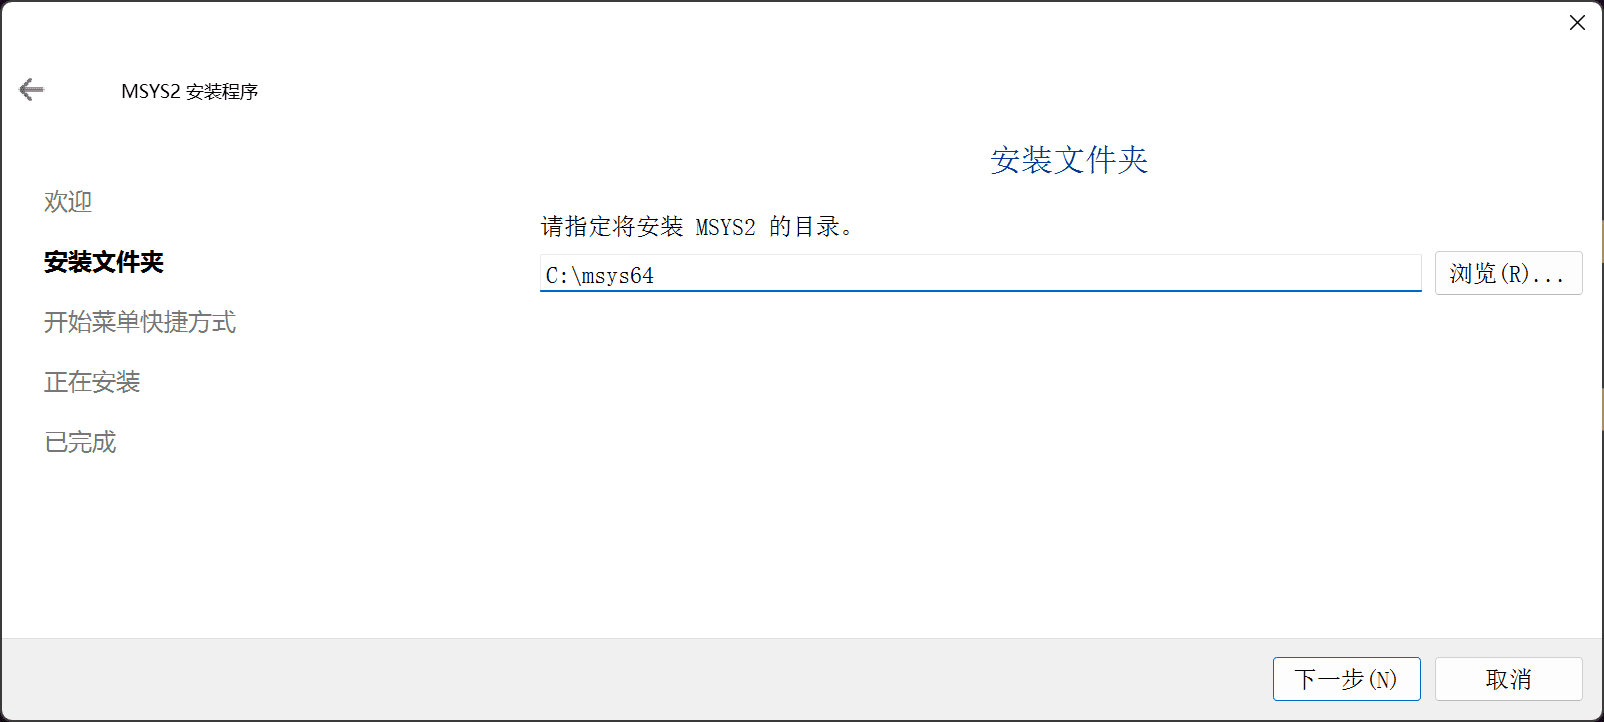 MSYS2 安装程序
安装文件夹
欢迎
安装文件夹
开始菜单快捷方式
正在安装
已完成
请指定将安装 MSYS2 的目录。
C:\msys64
浏览(R)...
下一步(N)
取消